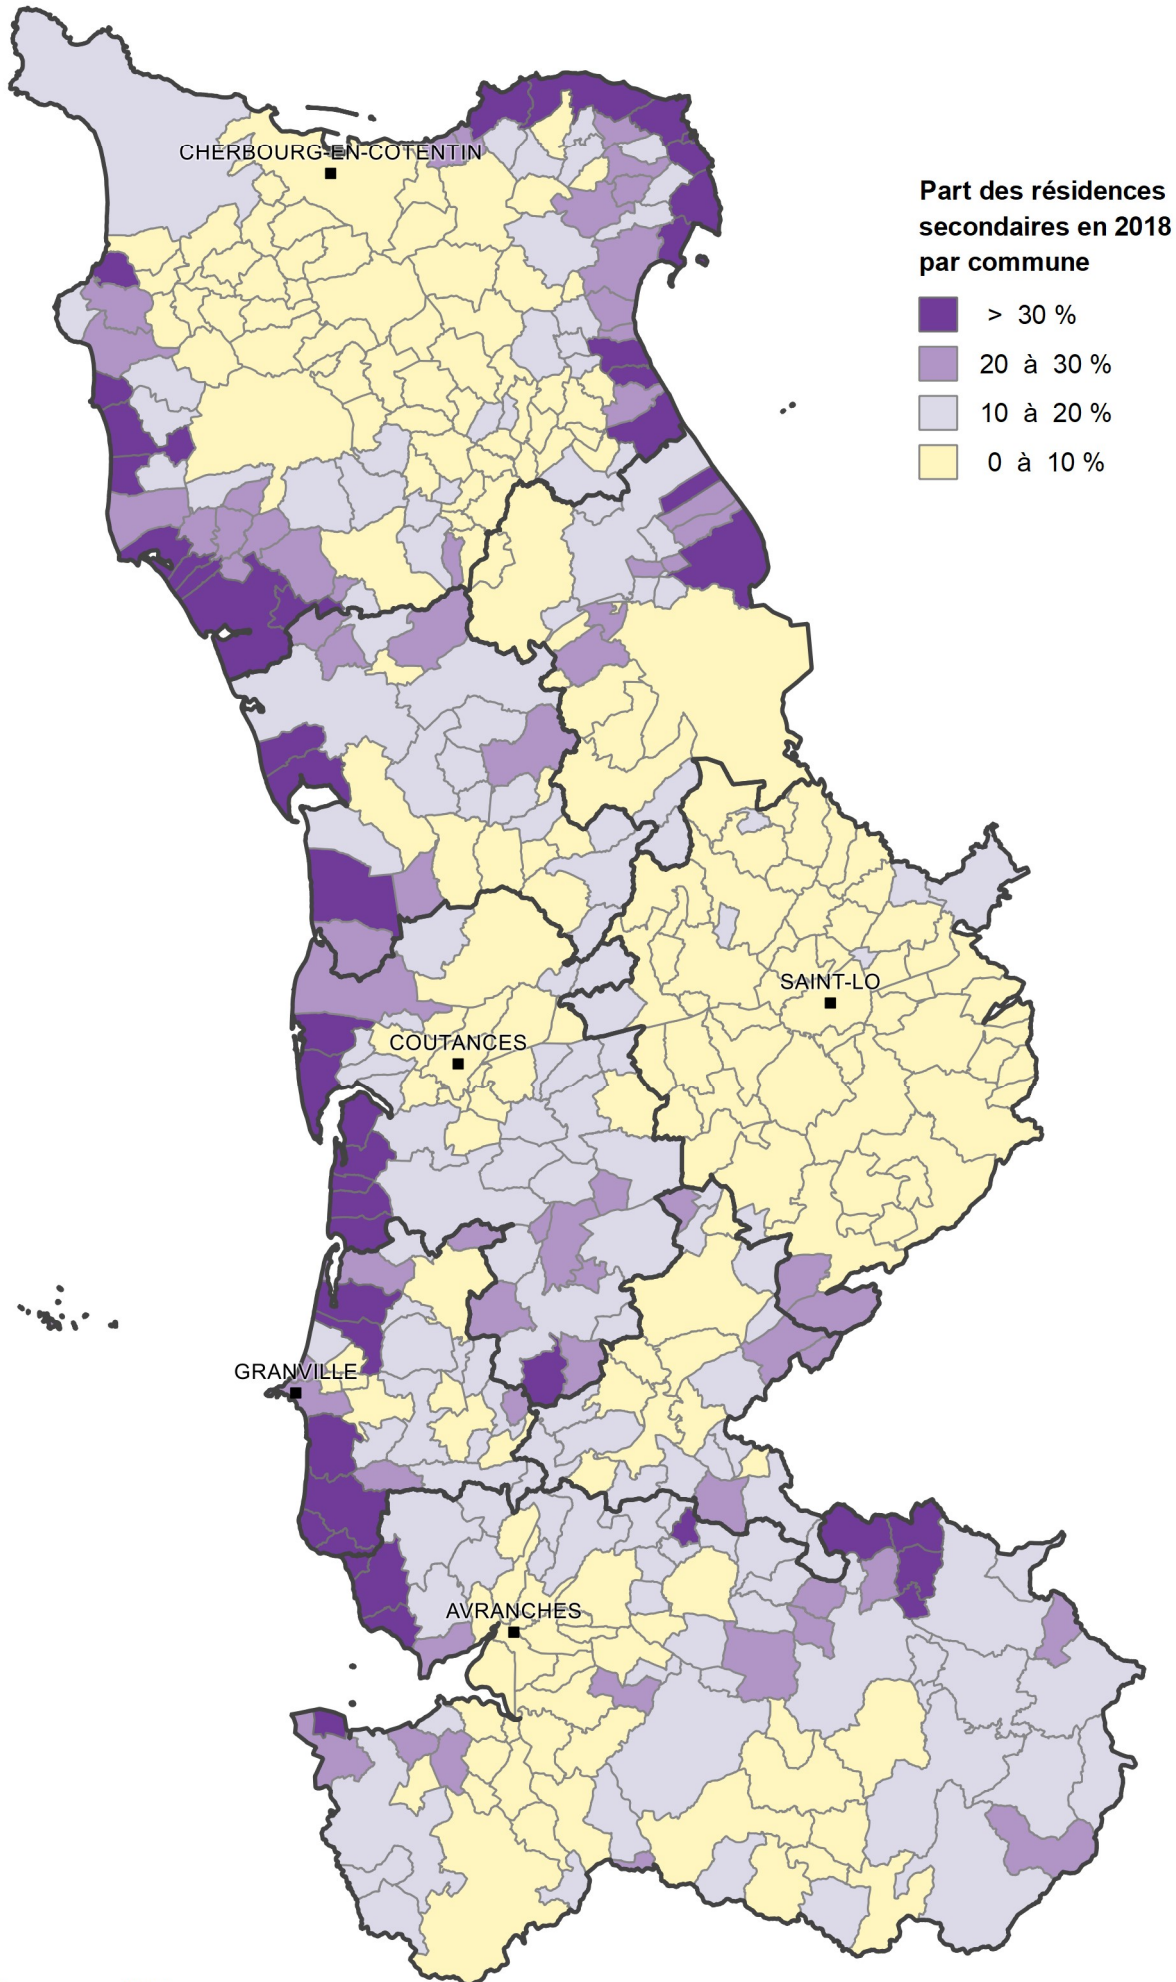 CHERBOURG-EN-COTENTIN
Part des résidences
secondaires en 2018
par commune
> 30 %
20 à 30 %
10 à 20 %
0 à 10 %
SAINT-LO
COUTANCES
GRANVILLE
AVRANCHES